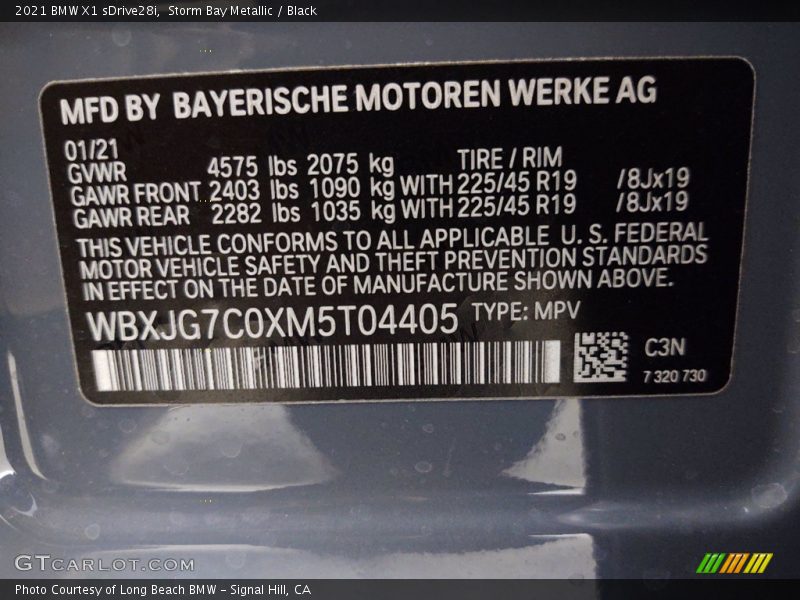 2021 BMW X1 sDrive28i, Storm Bay Metallic / Black
MFD BY BAYERISCHE MOTOREN WERKE AG
01/21
GVWR 4575 lbs 2075 kg TIRE / RIM
GAWR FRONT 2403 lbs 1090 kg WITH 225/45 R19 /8Jx19
GAWR REAR 2282 lbs 1035 kg WITH 225/45 R19 /8Jx19
THIS VEHICLE CONFORMS TO ALL APPLICABLE U. S. FEDERAL
MOTOR VEHICLE SAFETY AND THEFT PREVENTION STANDARDS
IN EFFECT ON THE DATE OF MANUFACTURE SHOWN ABOVE.
WBXJG7C0XM5T04405 TYPE: MPV
C3N
7 320 730
GTCARLOT.COM
Photo Courtesy of Long Beach BMW - Signal Hill, CA